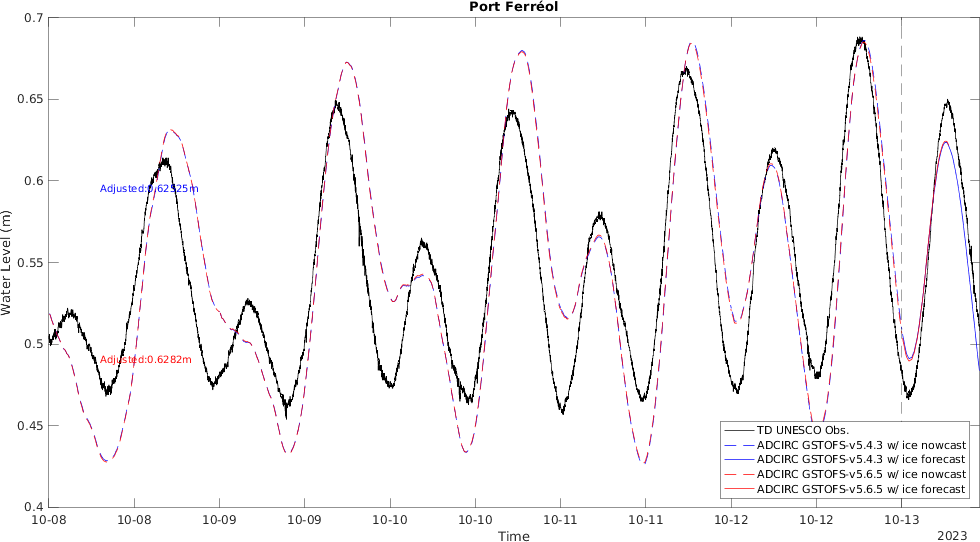 Port Ferréol
0.7
0.65
0.6
0.55
0.5
0.45
0.4
Water Level (m)
Adjusted:0.62525m
Adjusted:0.6282m
TD UNESCO Obs.
ADCIRC GSTOFS-v5.4.3 w/ ice nowcast
ADCIRC GSTOFS-v5.4.3 w/ ice forecast
ADCIRC GSTOFS-v5.6.5 w/ ice nowcast
ADCIRC GSTOFS-v5.6.5 w/ ice forecast
10-08 10-08 10-09 10-09 10-10 10-10 10-11 10-11 10-12 10-12 10-13
Time
2023